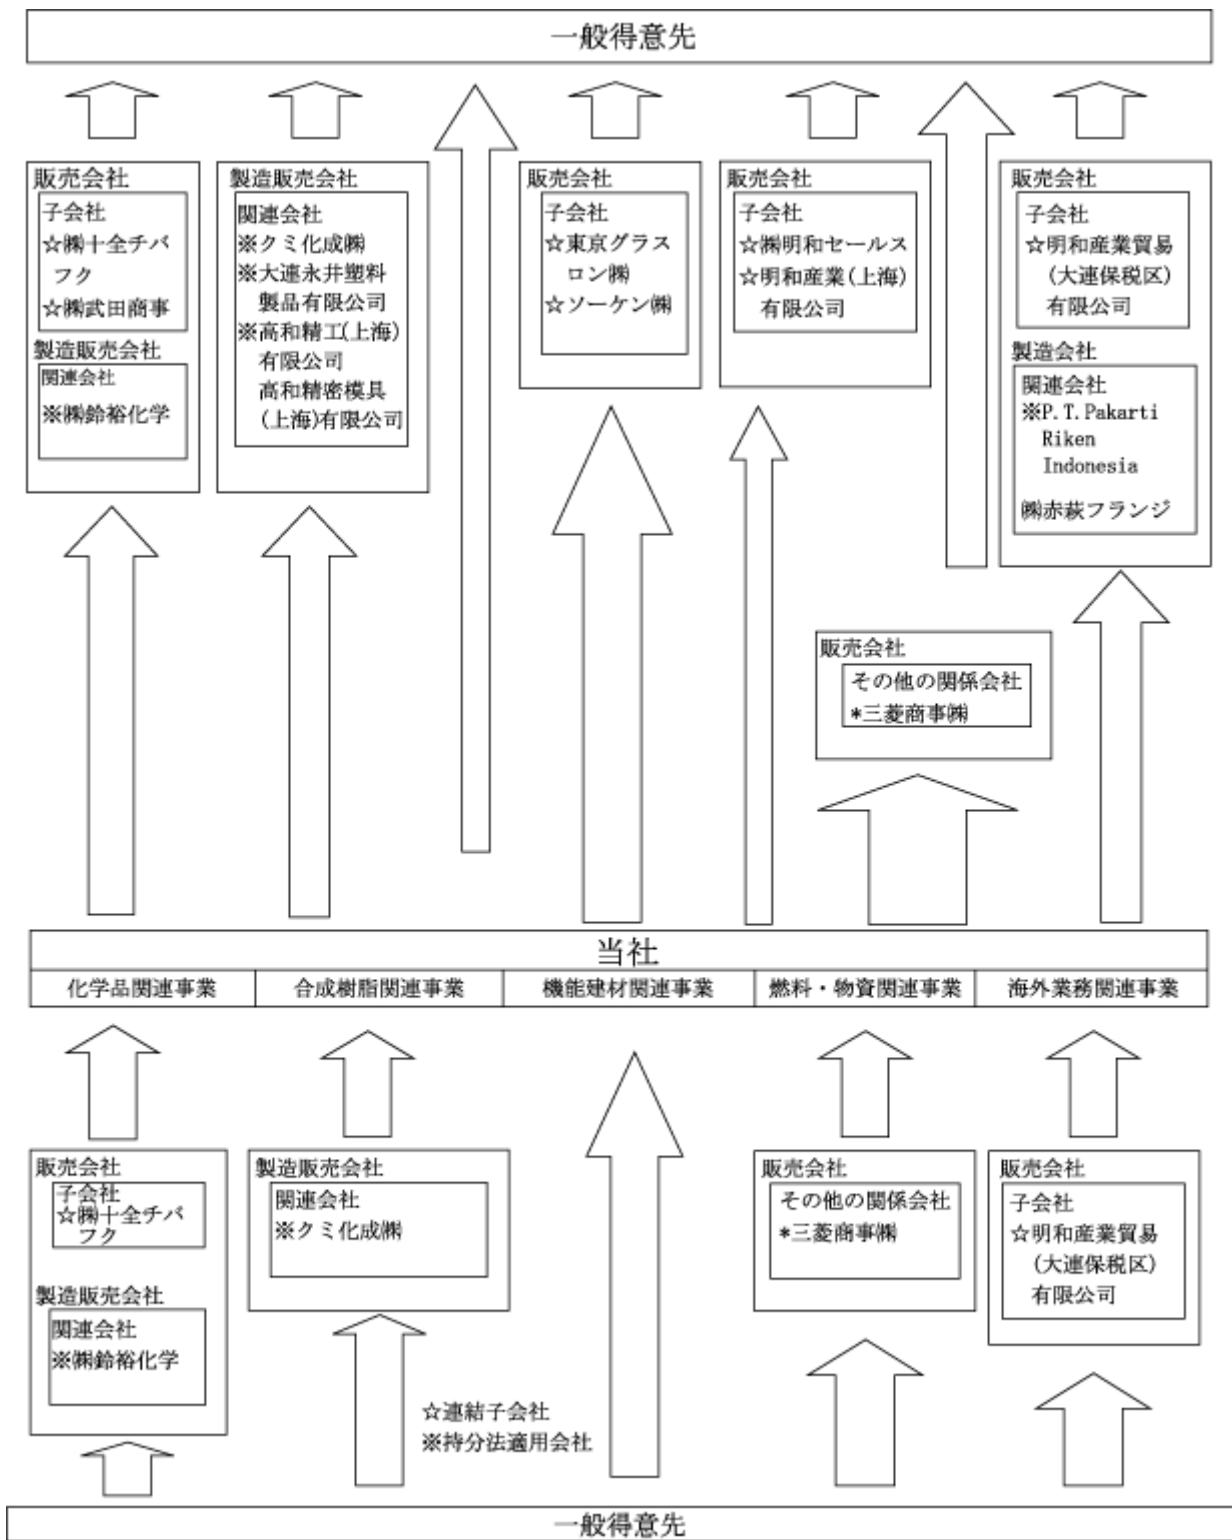 一般得意先
販売会社
子会社
☆㈱十全チバ
フク
☆㈱武田商事
製造販売会社
関連会社
※㈱鈴裕化学
製造販売会社
関連会社
※クミ化成㈱
※大連永井塑料
製品有限公司
※高和精工(上海)
有限公司
高和精密模具
(上海)有限公司
販売会社
子会社
☆東京グラス
ロン㈱
☆ソーケン㈱
販売会社
子会社
☆㈱明和セールス
☆明和産業(上海)
有限公司
販売会社
子会社
☆明和産業貿易
(大連保税区)
有限公司
製造会社
関連会社
※P.T.Pakarti
Riken
Indonesia
㈱赤萩フランジ
販売会社
その他の関係会社
*三菱商事㈱
当社
化学品関連事業
合成樹脂関連事業
機能建材関連事業
燃料・物資関連事業
海外業務関連事業
販売会社
子会社
☆㈱十全チバ
フク
製造販売会社
関連会社
※㈱鈴裕化学
製造販売会社
関連会社
※クミ化成㈱
販売会社
その他の関係会社
*三菱商事㈱
販売会社
子会社
☆明和産業貿易
(大連保税区)
有限公司
☆連結子会社
※持分法適用会社
一般得意先